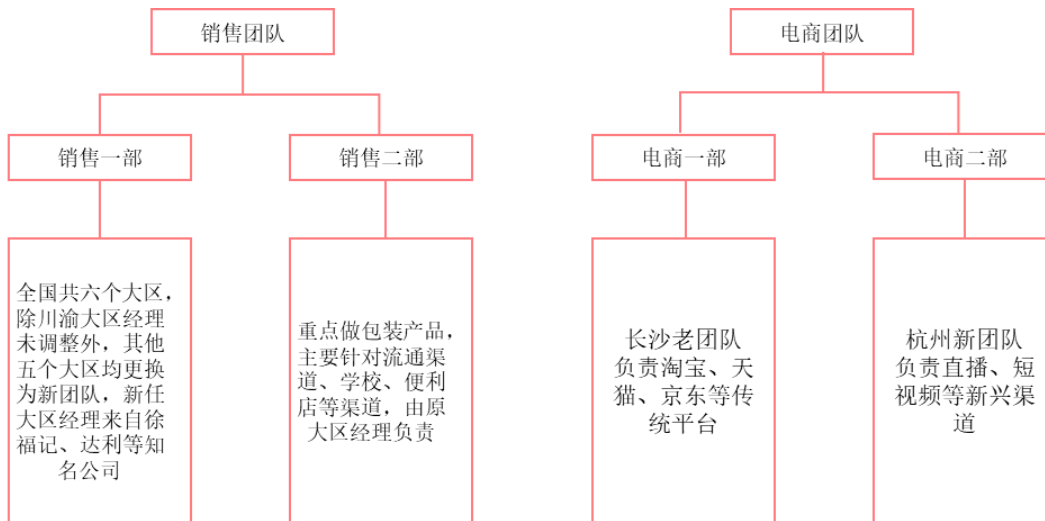 销售团队
电商团队
销售一部
销售二部
电商一部
电商二部
全国共六个大区，
除川渝大区经理
未调整外，其他
五个大区均更换
为新团队，新任
大区经理来自徐
福记、达利等知
名公司
重点做包装产品，
主要针对流通渠
道、学校、便利
店等渠道，由原
大区经理负责
长沙老团队
负责淘宝、天
猫、京东等传
统平台
杭州新团队
负责直播、短
视频等新兴渠
道